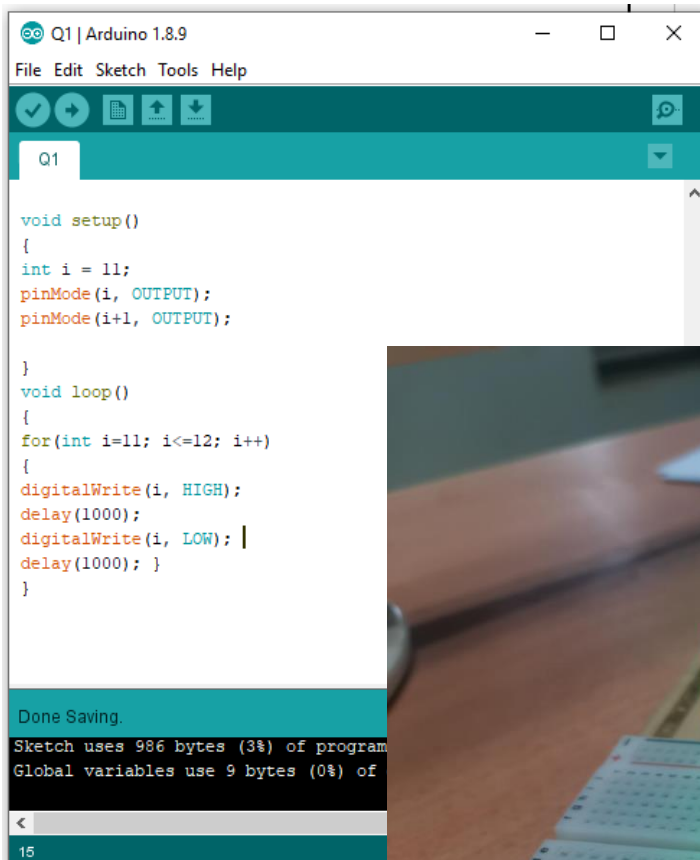 Q1 | Arduino 1.8.9
File Edit Sketch Tools Help
Q1
void setup()
{
int i = 11;
pinMode(i, OUTPUT);
pinMode(i+1, OUTPUT);
}
void loop()
{
for(int i=11; i<=12; i++)
{
digitalWrite(i, HIGH);
delay(1000);
digitalWrite(i, LOW);
delay(1000); }
}
Done Saving.
Sketch uses 986 bytes (3%) of program
Global variables use 9 bytes (0%) of
15